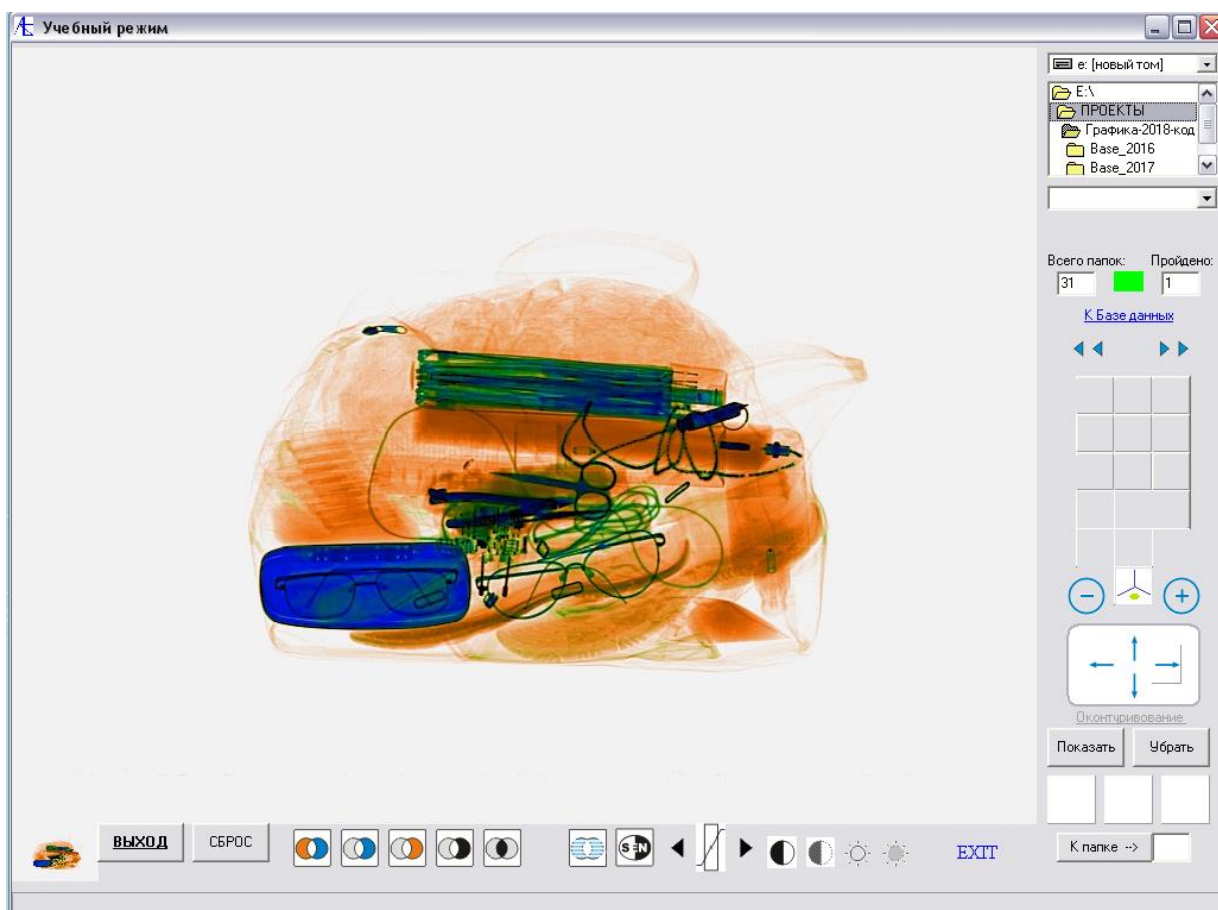 Учебный режим
e: [новый том]
E:\
ПРОЕКТЫ
Графика-2018-код
Base_2016
Base_2017
Всего папок: Пройдено:
31 1
К Базе данных
Оконтуривание
Показать Убрать
ВЫХОД СБРОС SEN EXIT К папке -->